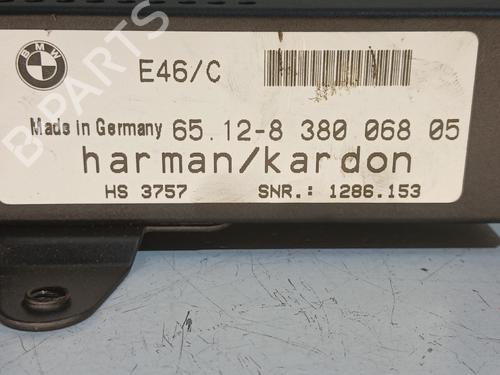 BMW
E46/C
Made in Germany 65.12-8 380 068 05
harman/kardon
HS 3757 SNR.: 1286.153
B-PARTS